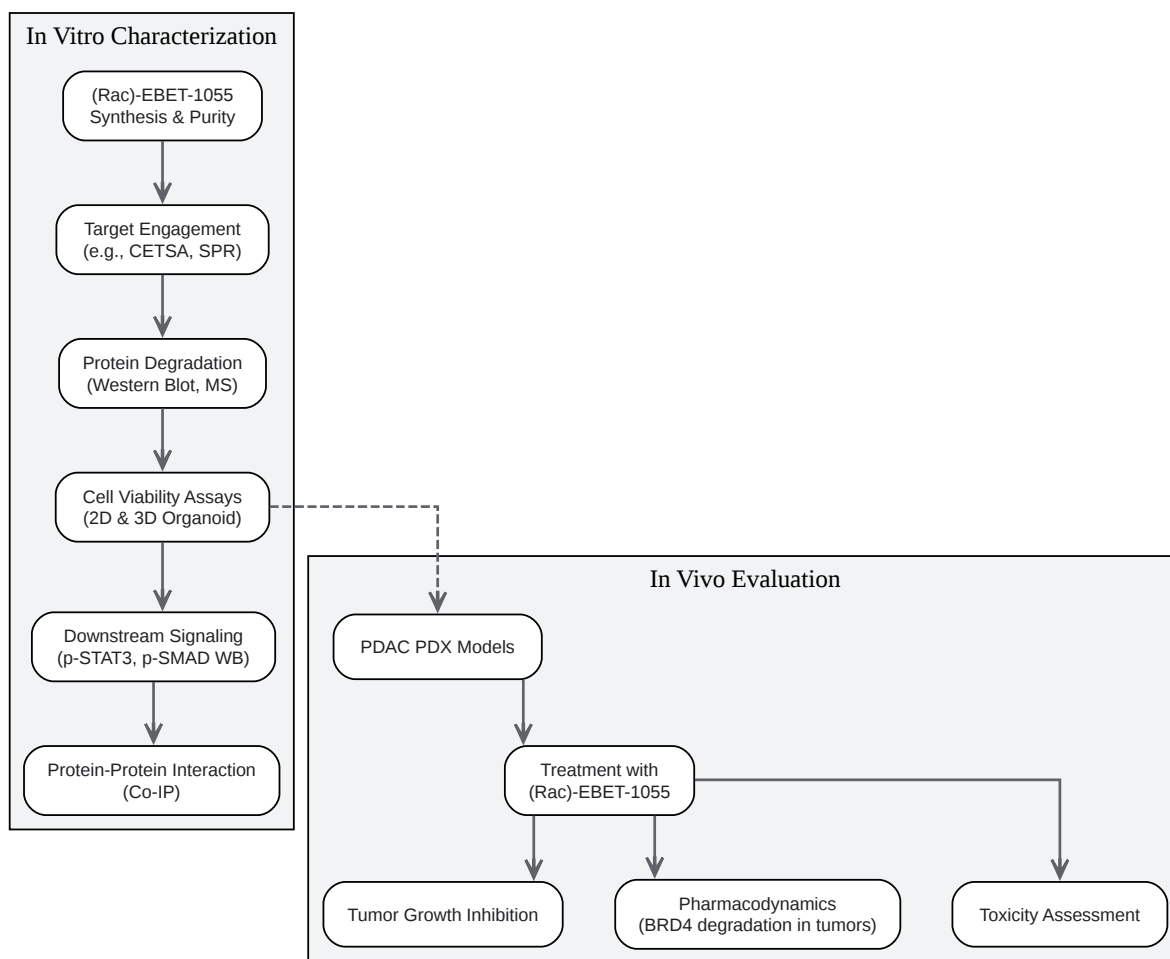 In Vitro Characterization
(Rac)-EBET-1055
Synthesis & Purity
Target Engagement
(e.g., CETSA, SPR)
Protein Degradation
(Western Blot, MS)
Cell Viability Assays
(2D & 3D Organoid)
Downstream Signaling
(p-STAT3, p-SMAD WB)
Protein-Protein Interaction
(Co-IP)
In Vivo Evaluation
PDAC PDX Models
Treatment with
(Rac)-EBET-1055
Tumor Growth Inhibition
Pharmacodynamics
(BRD4 degradation in tumors)
Toxicity Assessment